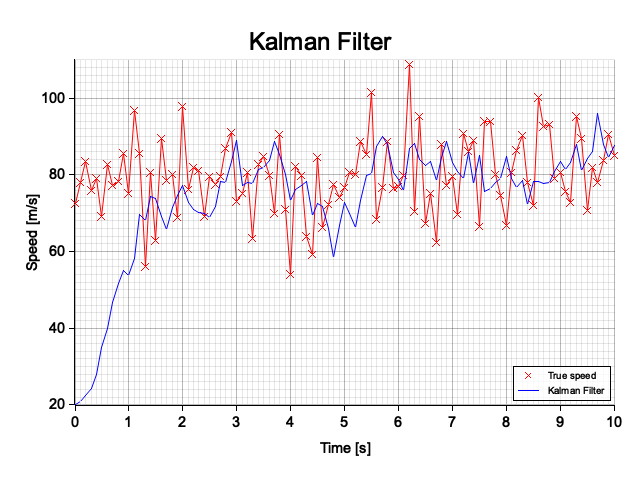 Kalman Filter
Speed [m/s]
100
80
60
40
20
0 1 2 3 4 5 6 7 8 9 10
Time [s]
True speed
Kalman Filter